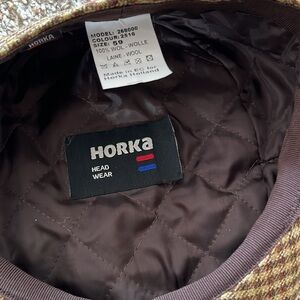 HORKA
MODEL: 268000
COLOUR: 2516
SIZE: 59
100% WOL - WOLLE
LAINE - WOOL
Made in EC for
Horka Holland
HORKa
HEAD
WEAR